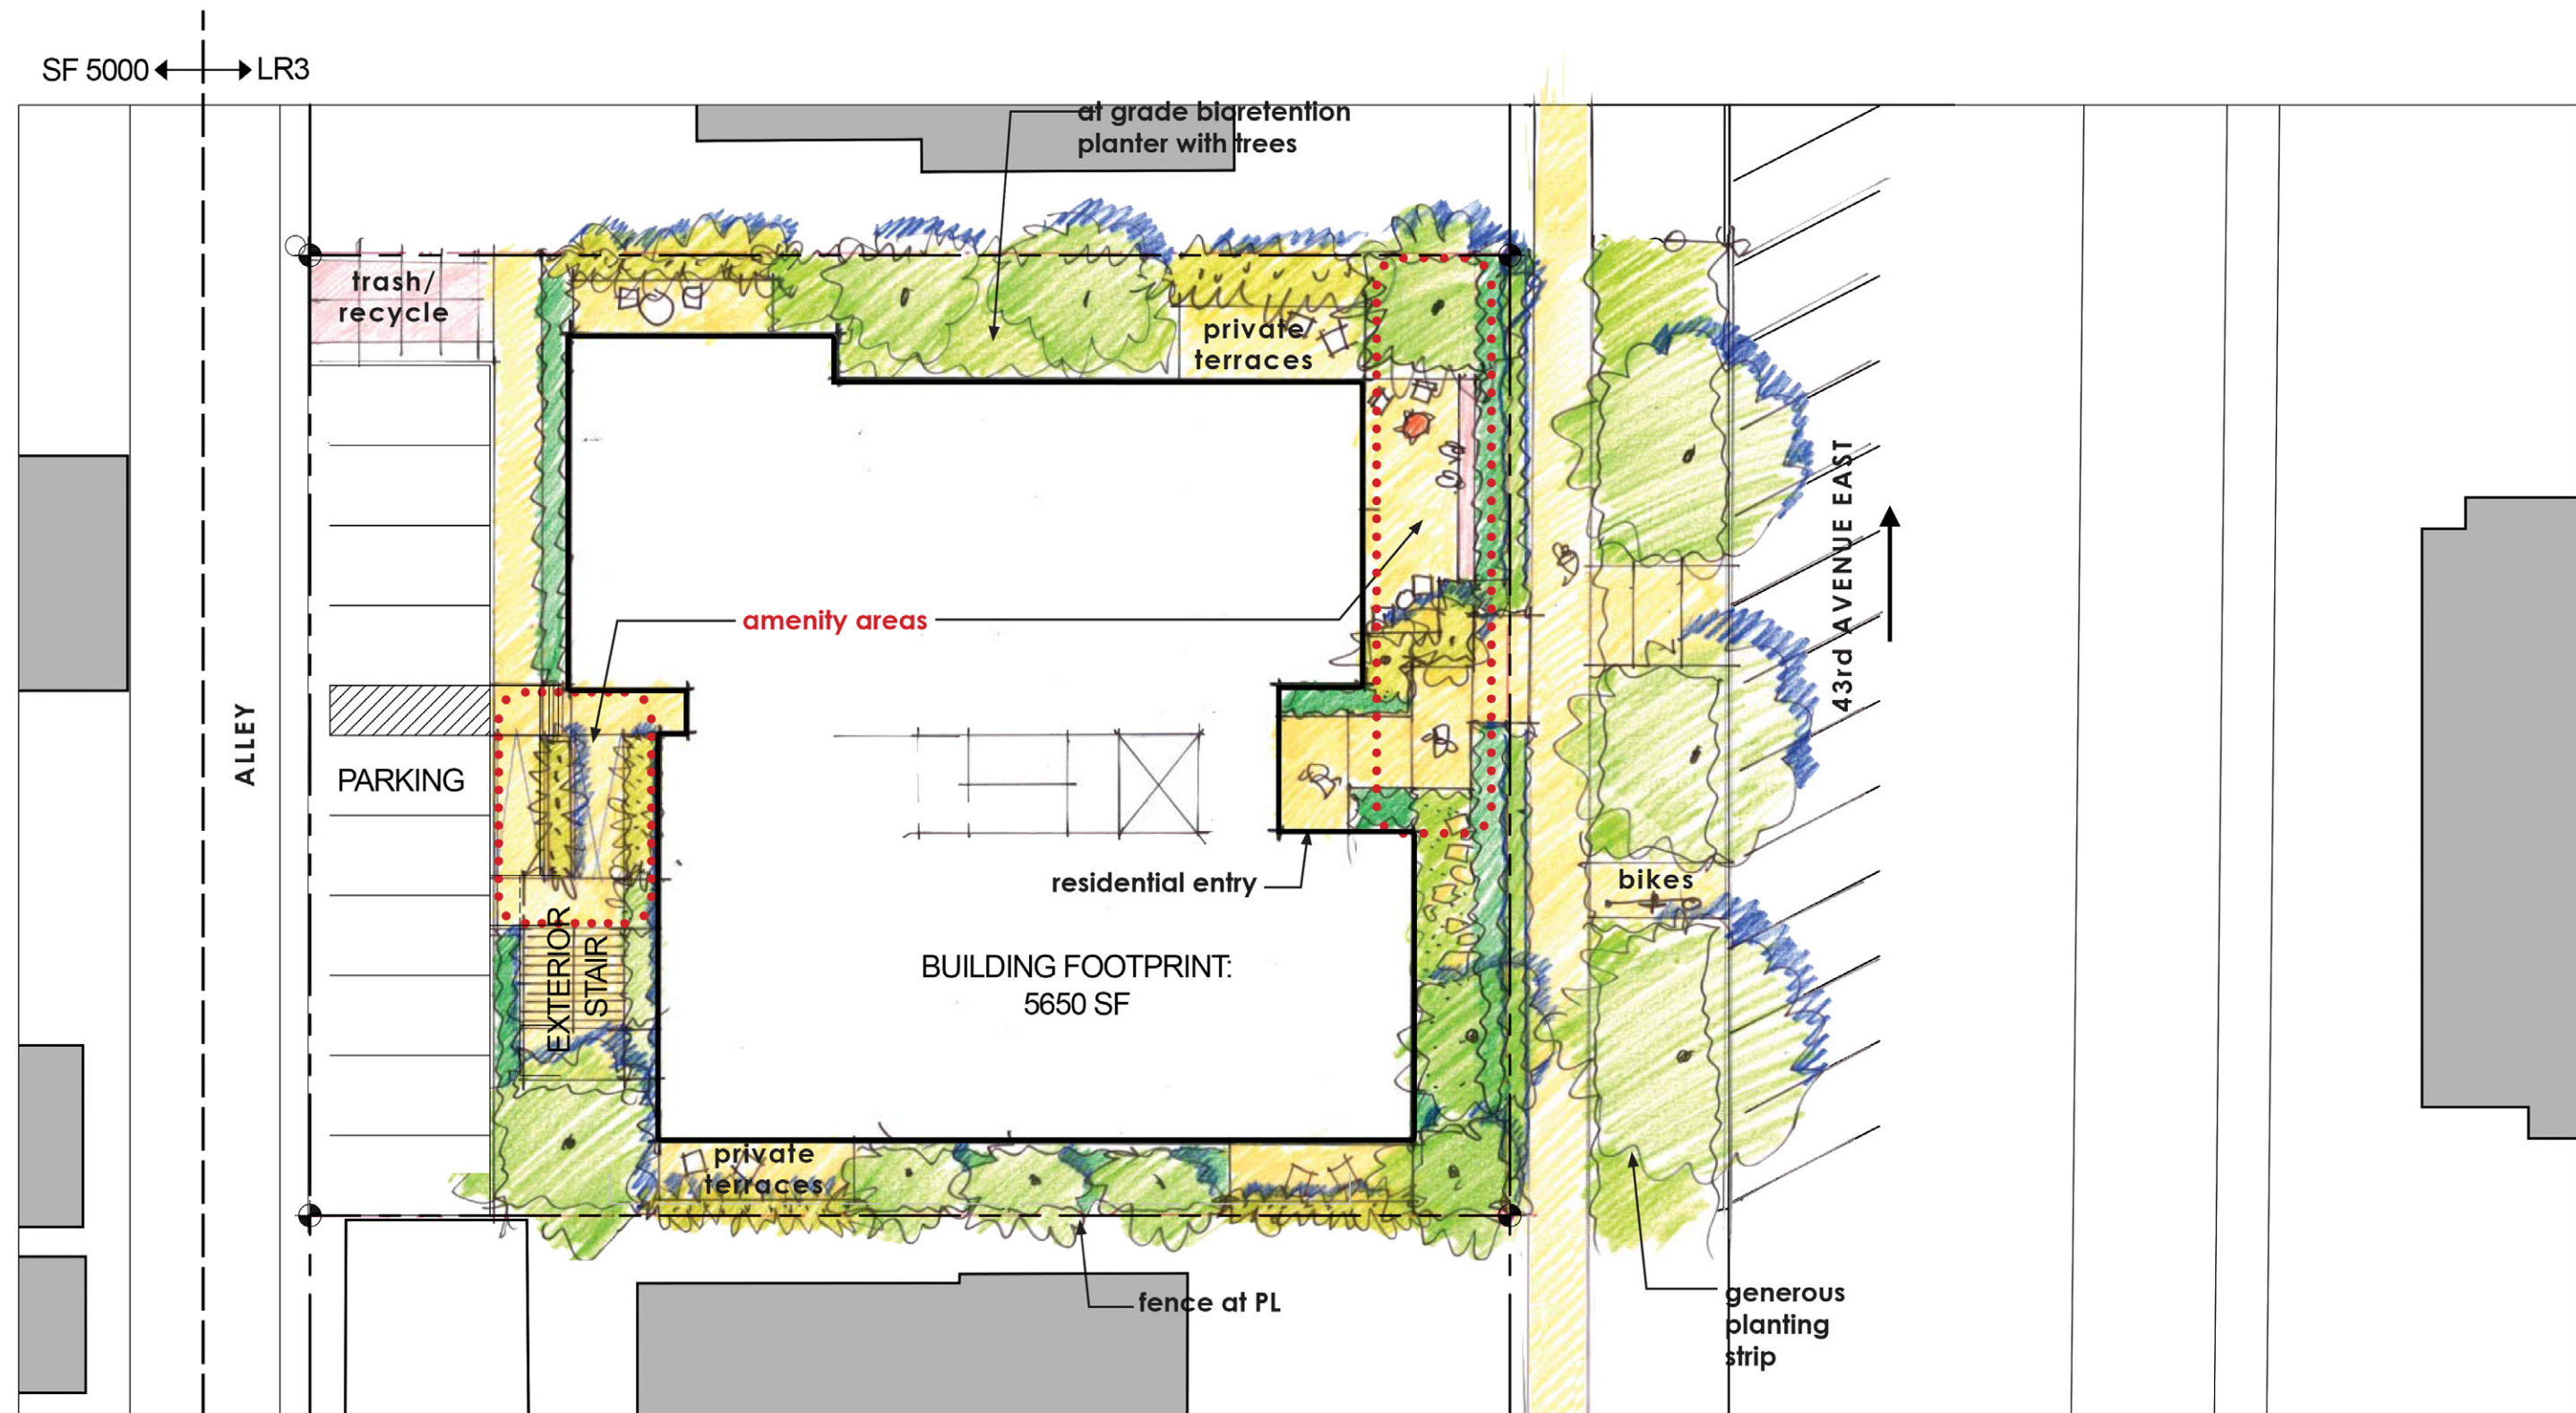 SF 5000
LR3
at grade bioretention
planter with trees
trash/
recycle
private
terraces
43rd AVENUE EAST
amenity areas
ALLEY
PARKING
residential entry
bikes
EXTERIOR
STAIR
BUILDING FOOTPRINT:
5650 SF
private
terraces
fence at PL
generous
planting
strip